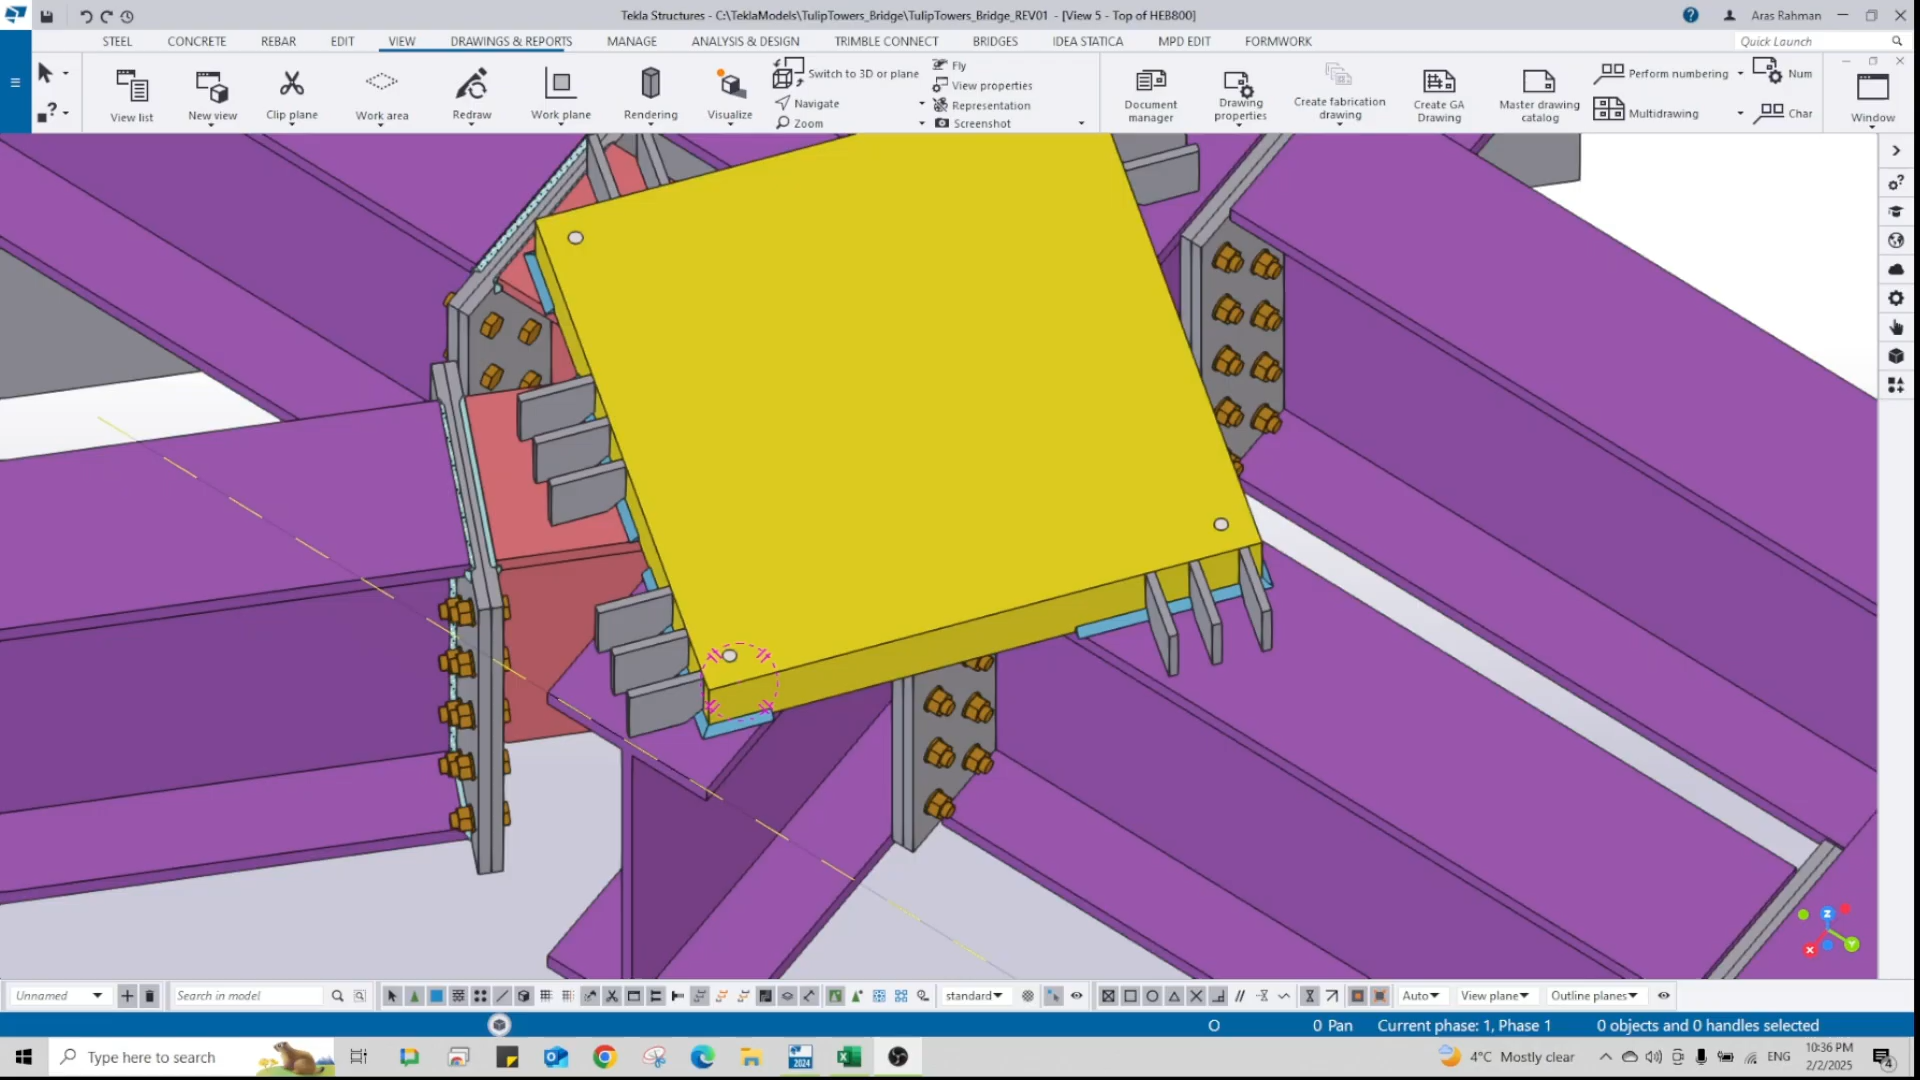 Tekla Structures - C:\TeklaModels\TulipTowers_Bridge\TulipTowers_Bridge_REV01 - [View 5 - Top of HEB800]
Aras Rahman
STEEL CONCRETE REBAR EDIT VIEW DRAWINGS & REPORTS MANAGE ANALYSIS & DESIGN TRIMBLE CONNECT BRIDGES IDEA STATICA MPD EDIT FORMWORK
Quick Launch
View list
New view
Clip plane
Work area
Redraw
Work plane
Rendering
Visualize
Switch to 3D or plane
Navigate
Zoom
Fly
View properties
Representation
Screenshot
Document manager
Drawing properties
Create fabrication drawing
Create GA Drawing
Master drawing catalog
Perform numbering
Multidrawing
Num
Char
Window
Z
X
Y
Unnamed
Search in model
standard
Auto
View plane
Outline planes
O
0 Pan
Current phase: 1, Phase 1
0 objects and 0 handles selected
Type here to search
2024
4°C Mostly clear
ENG
10:36 PM
2/2/2025
4